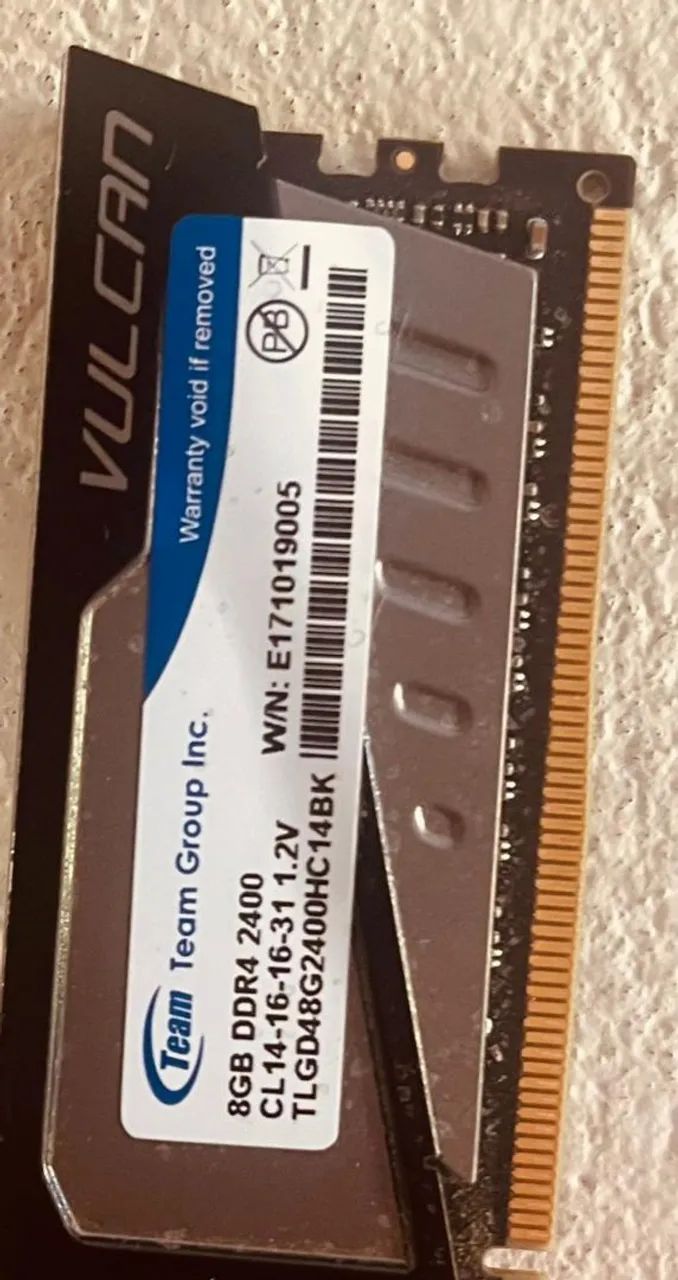 VULCAN
Warranty void if removed
Team Team Group Inc.
PB
8GB DDR4 2400
CL14-16-16-31 1.2V W/N: E171019005
TLGD48G2400HC14BK